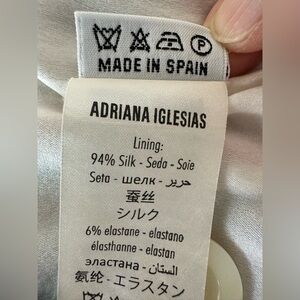 P
MADE IN SPAIN
ADRIANA IGLESIAS
Lining:
94% Silk - Seda - Soie
Seta - шелк - حرير -
蚕丝
シルク
6% elastane - elastano
élasthanne - elastan
эластана - الاستان
氨纶 - エラスタン